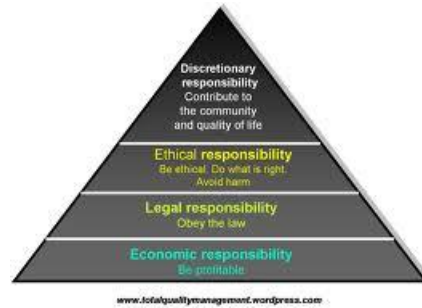 Discretionary
responsibility
Contribute to
the community
and quality of life
Ethical responsibility
Be ethical. Do what is right.
Avoid harm
Legal responsibility
Obey the law
Economic responsibility
Be profitable
www.totalqualitymanagement.wordpress.com